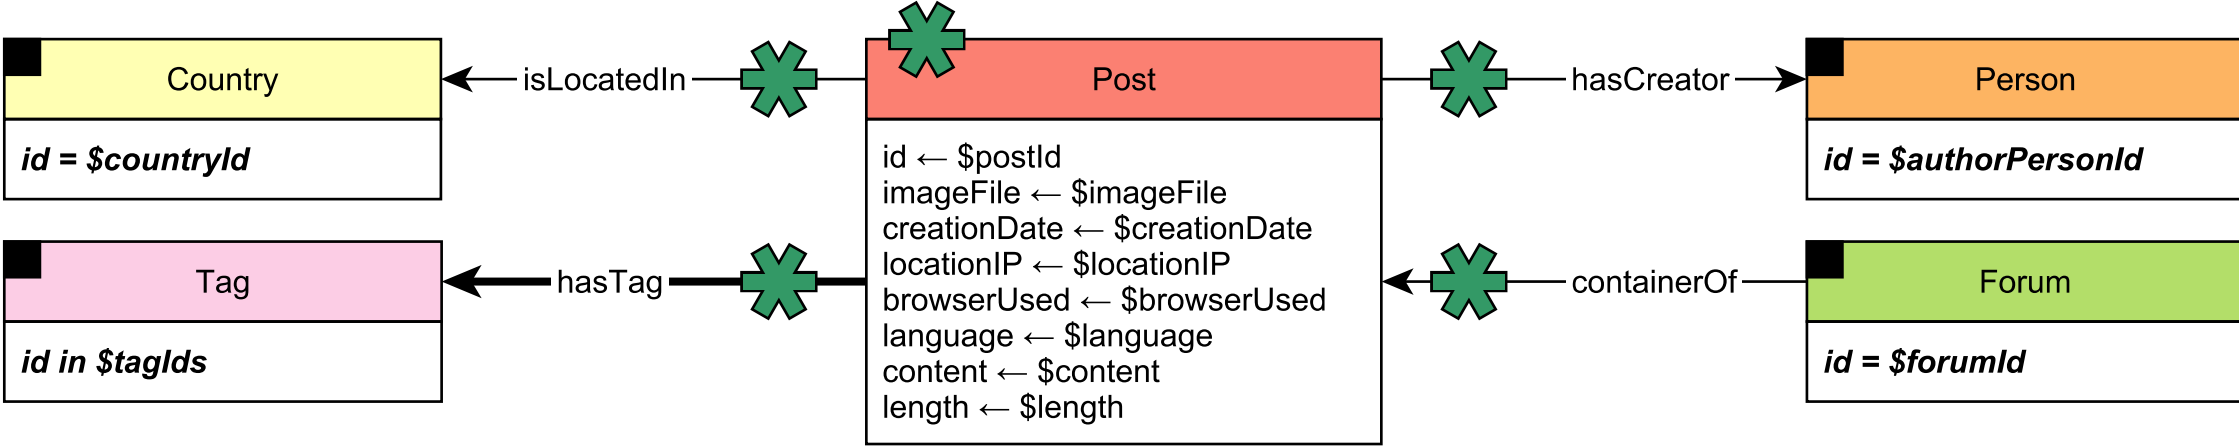 Country
isLocatedIn
Post
hasCreator
Person
id = $countryId
id ← $postId
imageFile ← $imageFile
creationDate ← $creationDate
locationIP ← $locationIP
browserUsed ← $browserUsed
language ← $language
content ← $content
length ← $length
id = $authorPersonId
Tag
hasTag
containerOf
Forum
id in $tagIds
id = $forumId